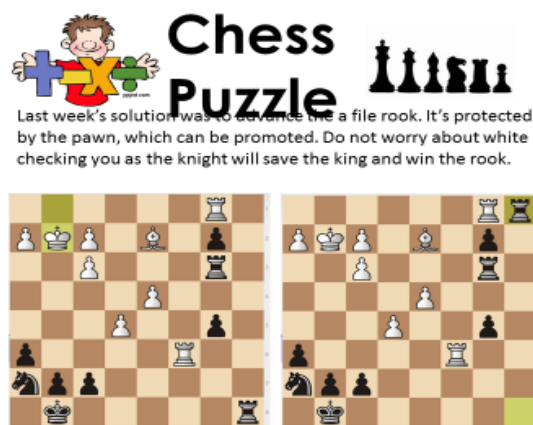 Chess
Puzzle
Last week's solution was to advance the a file rook. It's protected
by the pawn, which can be promoted. Do not worry about white
checking you as the knight will save the king and win the rook.